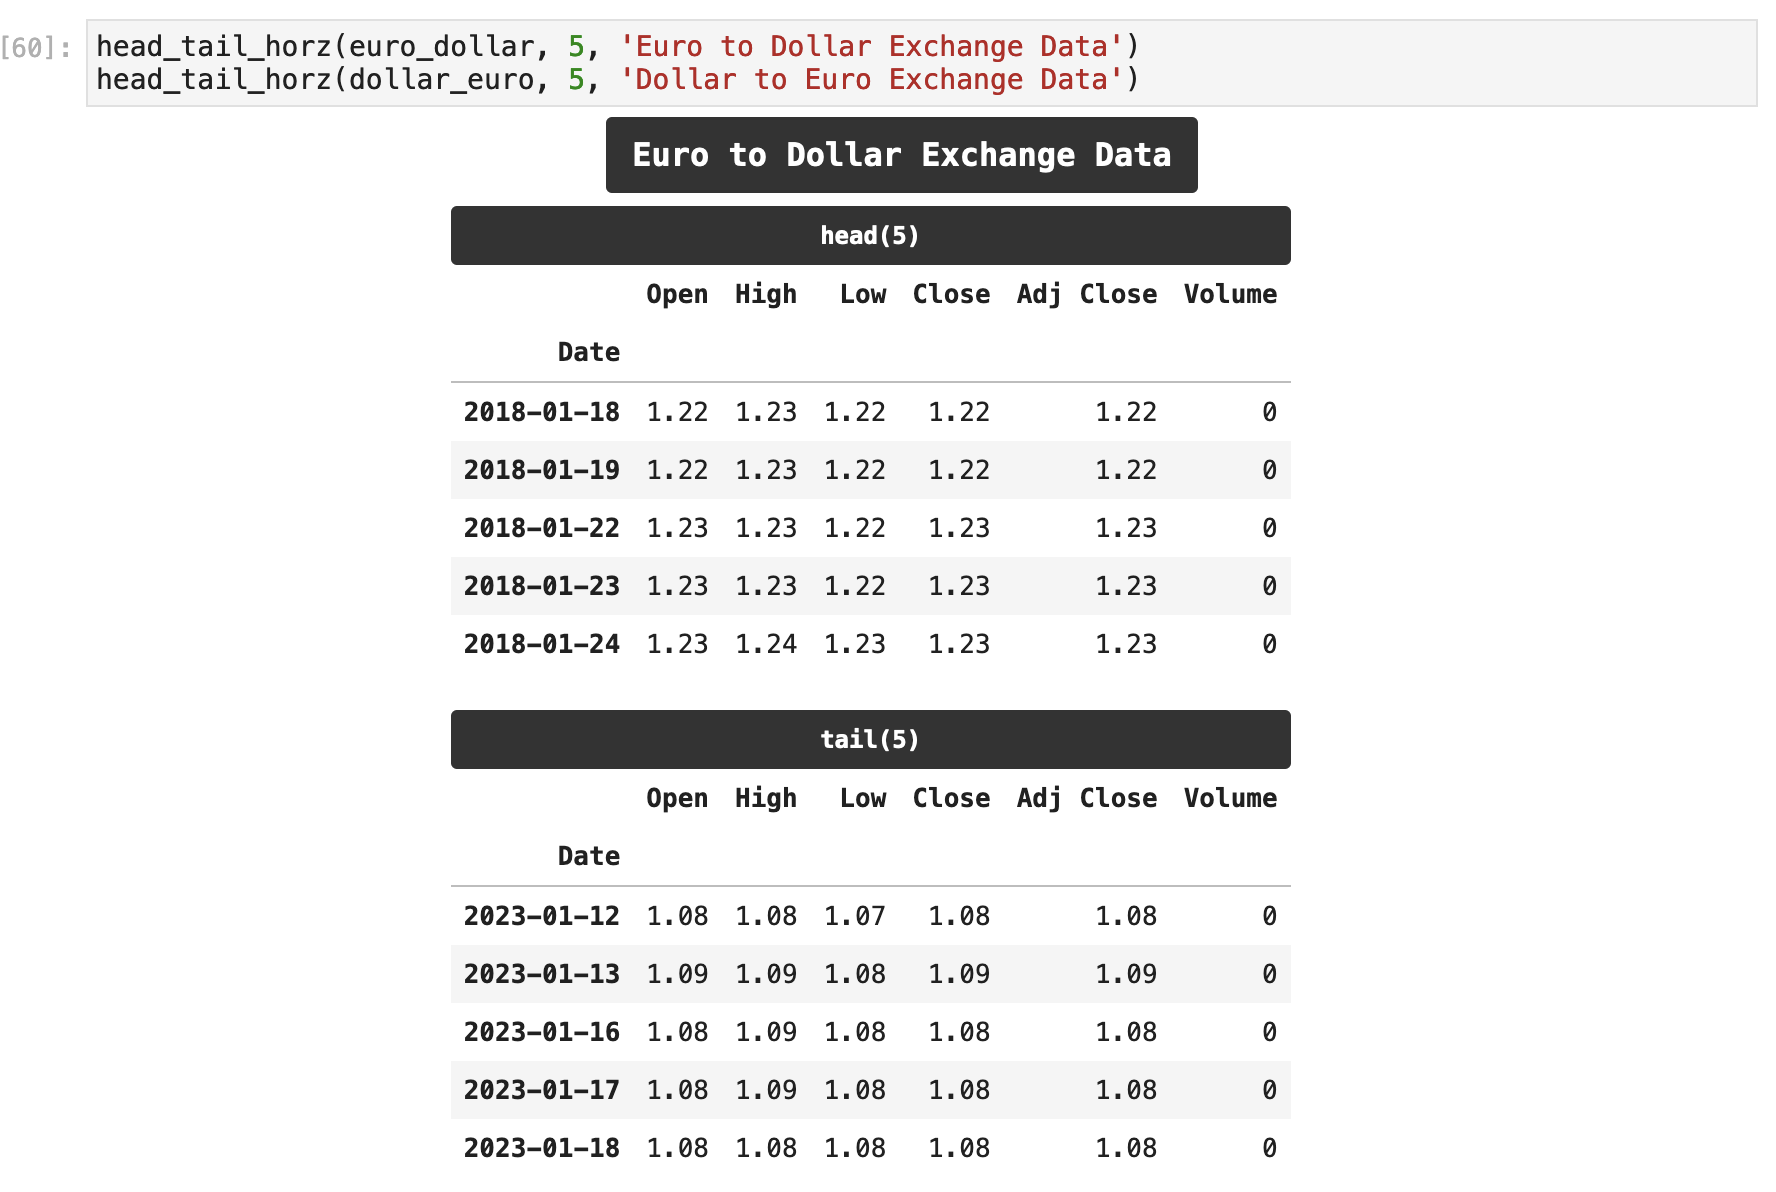 [60]:
head_tail_horz(euro_dollar, 5, 'Euro to Dollar Exchange Data')
head_tail_horz(dollar_euro, 5, 'Dollar to Euro Exchange Data')
Euro to Dollar Exchange Data
head(5)
Open High Low Close Adj Close Volume
Date
2018-01-18 1.22 1.23 1.22 1.22 1.22 0
2018-01-19 1.22 1.23 1.22 1.22 1.22 0
2018-01-22 1.23 1.23 1.22 1.23 1.23 0
2018-01-23 1.23 1.23 1.22 1.23 1.23 0
2018-01-24 1.23 1.24 1.23 1.23 1.23 0
tail(5)
Open High Low Close Adj Close Volume
Date
2023-01-12 1.08 1.08 1.07 1.08 1.08 0
2023-01-13 1.09 1.09 1.08 1.09 1.09 0
2023-01-16 1.08 1.09 1.08 1.08 1.08 0
2023-01-17 1.08 1.09 1.08 1.08 1.08 0
2023-01-18 1.08 1.08 1.08 1.08 1.08 0